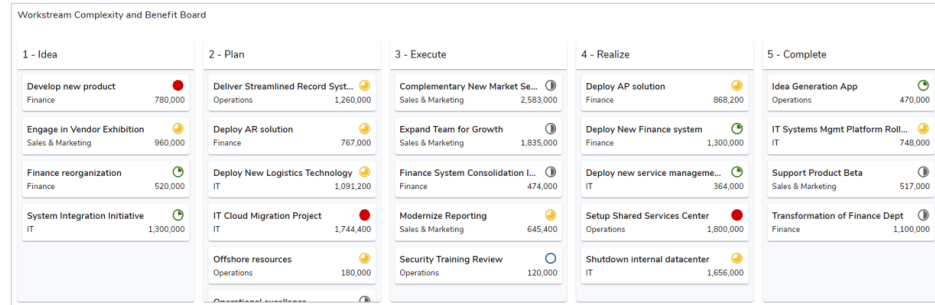 Workstream Complexity and Benefit Board
1 - Idea
Develop new product
Finance 780,000
Engage in Vendor Exhibition
Sales & Marketing 960,000
Finance reorganization
Finance 520,000
System Integration Initiative
IT 1,300,000
2 - Plan
Deliver Streamlined Record Syst...
Operations 1,260,000
Deploy AR solution
Finance 767,000
Deploy New Logistics Technology
IT 1,091,200
IT Cloud Migration Project
IT 1,744,400
Offshore resources
Operations 180,000
Operational excellence
3 - Execute
Complementary New Market Se...
Sales & Marketing 2,583,000
Expand Team for Growth
Sales & Marketing 1,835,000
Finance System Consolidation I...
Finance 474,000
Modernize Reporting
Sales & Marketing 645,400
Security Training Review
Operations 120,000
4 - Realize
Deploy AP solution
Finance 868,200
Deploy New Finance system
Finance 1,300,000
Deploy new service manageme...
IT 364,000
Setup Shared Services Center
Operations 1,800,000
Shutdown internal datacenter
IT 1,656,000
5 - Complete
Idea Generation App
Operations 470,000
IT Systems Mgmt Platform Roll...
IT 748,000
Support Product Beta
Sales & Marketing 517,000
Transformation of Finance Dept
Finance 1,100,000